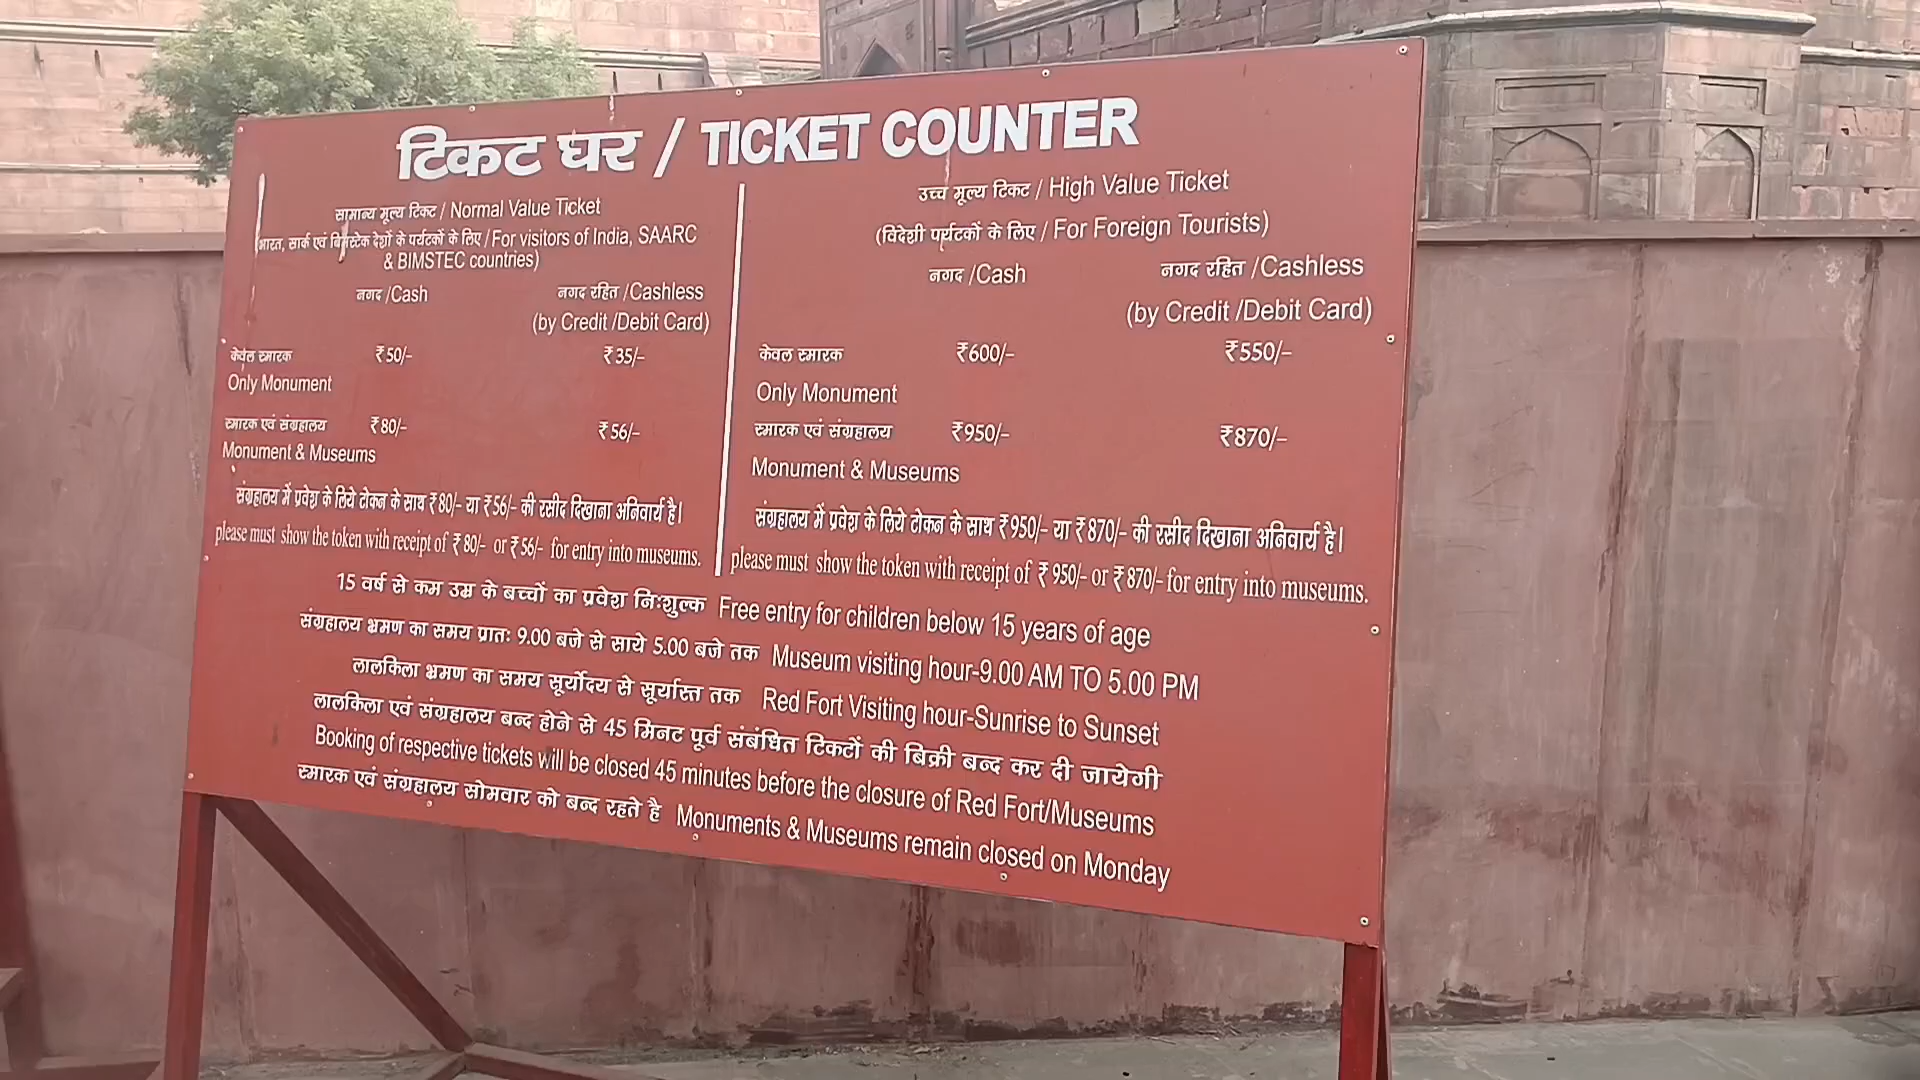 टिकट घर / TICKET COUNTER
सामान्य मूल्य टिकट / Normal Value Ticket
भारत, सार्क एवं बिमस्टेक देशों के पर्यटकों के लिए / For visitors of India, SAARC
& BIMSTEC countries)
नगद /Cash नगद रहित /Cashless
(by Credit /Debit Card)
केवल स्मारक ₹50/- ₹35/-
Only Monument
स्मारक एवं संग्रहालय ₹80/- ₹56/-
Monument & Museums
संग्रहालय में प्रवेश के लिये टोकन के साथ ₹80/- या ₹56/- की रसीद दिखाना अनिवार्य है।
please must show the token with receipt of ₹80/- or ₹56/- for entry into museums.
उच्च मूल्य टिकट / High Value Ticket
(विदेशी पर्यटकों के लिए / For Foreign Tourists)
नगद /Cash नगद रहित /Cashless
(by Credit /Debit Card)
केवल स्मारक ₹600/- ₹550/-
Only Monument
स्मारक एवं संग्रहालय ₹950/- ₹870/-
Monument & Museums
संग्रहालय में प्रवेश के लिये टोकन के साथ ₹950/- या ₹870/- की रसीद दिखाना अनिवार्य है।
please must show the token with receipt of ₹950/- or ₹870/- for entry into museums.
15 वर्ष से कम उम्र के बच्चों का प्रवेश निःशुल्क Free entry for children below 15 years of age
संग्रहालय भ्रमण का समय प्रातः 9.00 बजे से साये 5.00 बजे तक Museum visiting hour-9.00 AM TO 5.00 PM
लालकिला भ्रमण का समय सूर्योदय से सूर्यास्त तक Red Fort Visiting hour-Sunrise to Sunset
लालकिला एवं संग्रहालय बन्द होने से 45 मिनट पूर्व संबंधित टिकटों की बिक्री बन्द कर दी जायेगी
Booking of respective tickets will be closed 45 minutes before the closure of Red Fort/Museums
स्मारक एवं संग्रहालय सोमवार को बन्द रहते है Monuments & Museums remain closed on Monday